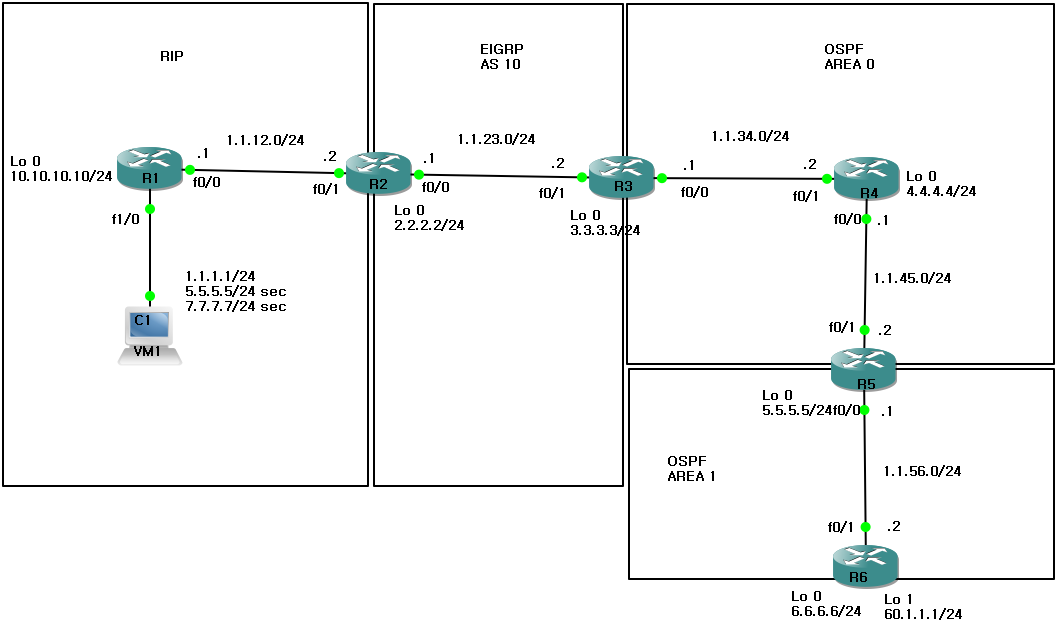 RIP
EIGRP
AS 10
OSPF
AREA 0
Lo 0
10.10.10.10/24
R1
.1
f0/0
1.1.12.0/24
.2
f0/1
R2
.1
f0/0
Lo 0
2.2.2.2/24
1.1.23.0/24
.2
f0/1
R3
.1
f0/0
Lo 0
3.3.3.3/24
1.1.34.0/24
.2
f0/1
R4
Lo 0
4.4.4.4/24
f0/0
.1
f1/0
1.1.1.1/24
5.5.5.5/24 sec
7.7.7.7/24 sec
C1
VM1
1.1.45.0/24
f0/1
.2
R5
Lo 0
5.5.5.5/24
f0/0
.1
OSPF
AREA 1
1.1.56.0/24
f0/1
.2
R6
Lo 0
6.6.6.6/24
Lo 1
60.1.1.1/24